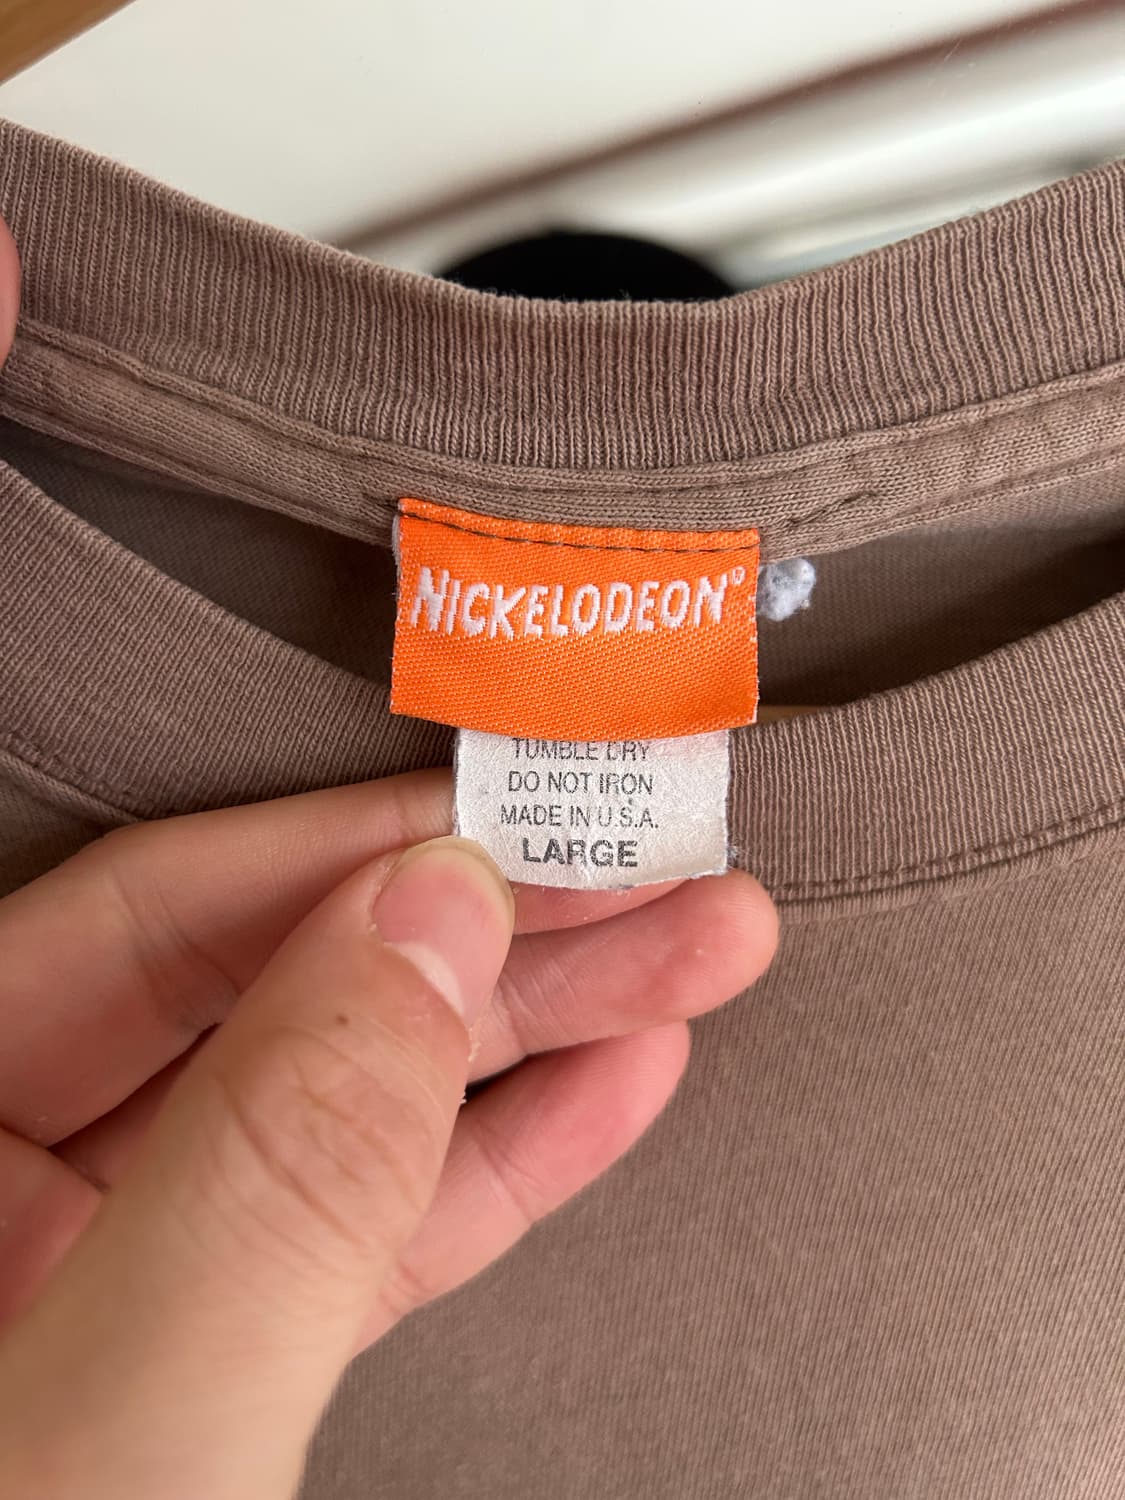 NICKELODEON®
TUMBLE DRY
DO NOT IRON
MADE IN U.S.A.
LARGE